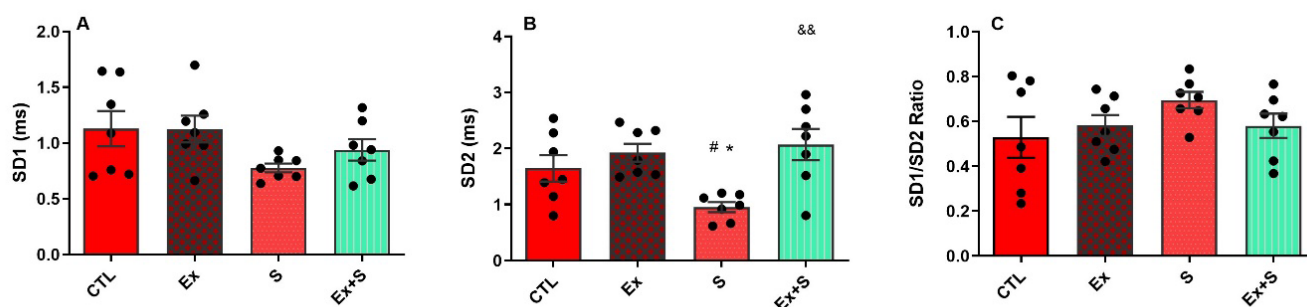 A
SD1 (ms)
2.0
1.5
1.0
0.5
0.0
CTL
Ex
S
Ex+S
B
SD2 (ms)
4
3
2
1
0
# *
&&
CTL
Ex
S
Ex+S
C
SD1/SD2 Ratio
1.0
0.8
0.6
0.4
0.2
0.0
CTL
Ex
S
Ex+S